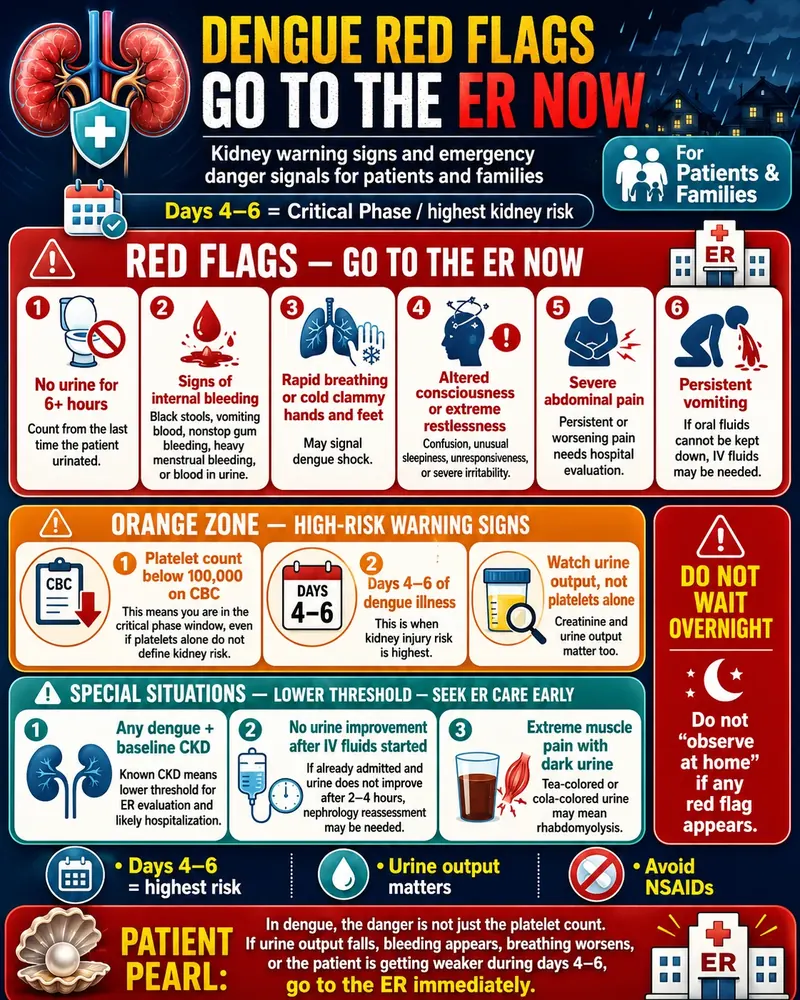 DENGUE RED FLAGS
GO TO THE ER NOW
Kidney warning signs and emergency
danger signals for patients and families
For
Patients &
Families
Days 4–6 = Critical Phase / highest kidney risk
RED FLAGS — GO TO THE ER NOW
ER
1
No urine for
6+ hours
Count from the last
time the patient
urinated.
2
Signs of
internal bleeding
Black stools, vomiting
blood, nonstop gum
bleeding, heavy
menstrual bleeding,
or blood in urine.
3
Rapid breathing
or cold clammy
hands and feet
May signal
dengue shock.
4
Altered
consciousness
or extreme
restlessness
Confusion, unusual
sleepiness, unresponsiveness,
or severe irritability.
5
Severe
abdominal pain
Persistent or
worsening pain
needs hospital
evaluation.
6
Persistent
vomiting
If oral fluids
cannot be kept
down, IV fluids
may be needed.
ORANGE ZONE — HIGH-RISK WARNING SIGNS
CBC
1
Platelet count
below 100,000
on CBC
This means you are in the
critical phase window, even
if platelets alone do not
define kidney risk.
DAYS
4–6
2
Days 4–6 of
dengue illness
This is when
kidney injury risk
is highest.
Watch urine
output, not
platelets alone
Creatinine and
urine output
matter too.
DO NOT
WAIT
OVERNIGHT
Do not
“observe
at home”
if any
red flag
appears.
SPECIAL SITUATIONS — LOWER THRESHOLD — SEEK ER CARE EARLY
1
Any dengue +
baseline CKD
Known CKD means
lower threshold for
ER evaluation and
likely hospitalization.
2
No urine improvement
after IV fluids started
If already admitted and
urine does not improve
after 2–4 hours,
nephrology reassessment
may be needed.
3
Extreme muscle
pain with
dark urine
Tea-colored or
cola-colored urine
may mean
rhabdomyolysis.
• Days 4–6
= highest risk
• Urine output
matters
• Avoid
NSAIDs
PATIENT
PEARL:
In dengue, the danger is not just the platelet count.
If urine output falls, bleeding appears, breathing worsens,
or the patient is getting weaker during days 4–6,
go to the ER immediately.
ER